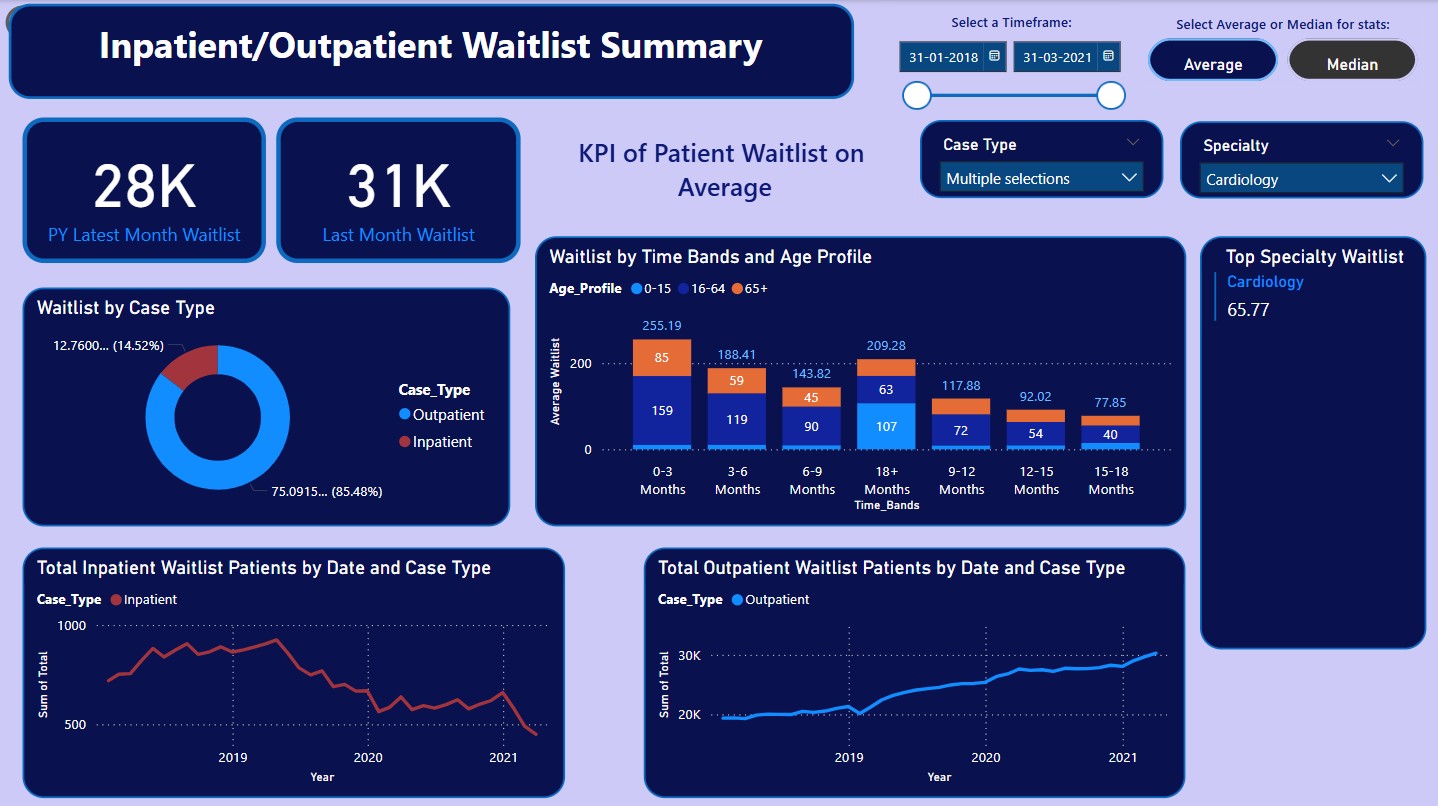 Inpatient/Outpatient Waitlist Summary
Select a Timeframe:
31-01-2018
31-03-2021
Select Average or Median for stats:
Average
Median
28K
PY Latest Month Waitlist
31K
Last Month Waitlist
KPI of Patient Waitlist on
Average
Case Type
Multiple selections
Specialty
Cardiology
Waitlist by Case Type
12.7600... (14.52%)
75.0915... (85.48%)
Case_Type
Outpatient
Inpatient
Waitlist by Time Bands and Age Profile
Age_Profile 0-15 16-64 65+
Average Waitlist
200
0
255.19
85
159
188.41
59
119
143.82
45
90
209.28
63
107
117.88
72
92.02
54
77.85
40
0-3
Months
3-6
Months
6-9
Months
18+
Months
9-12
Months
12-15
Months
15-18
Months
Time_Bands
Top Specialty Waitlist
Cardiology
65.77
Total Inpatient Waitlist Patients by Date and Case Type
Case_Type Inpatient
Sum of Total
1000
500
2019 2020 2021
Year
Total Outpatient Waitlist Patients by Date and Case Type
Case_Type Outpatient
Sum of Total
30K
20K
2019 2020 2021
Year